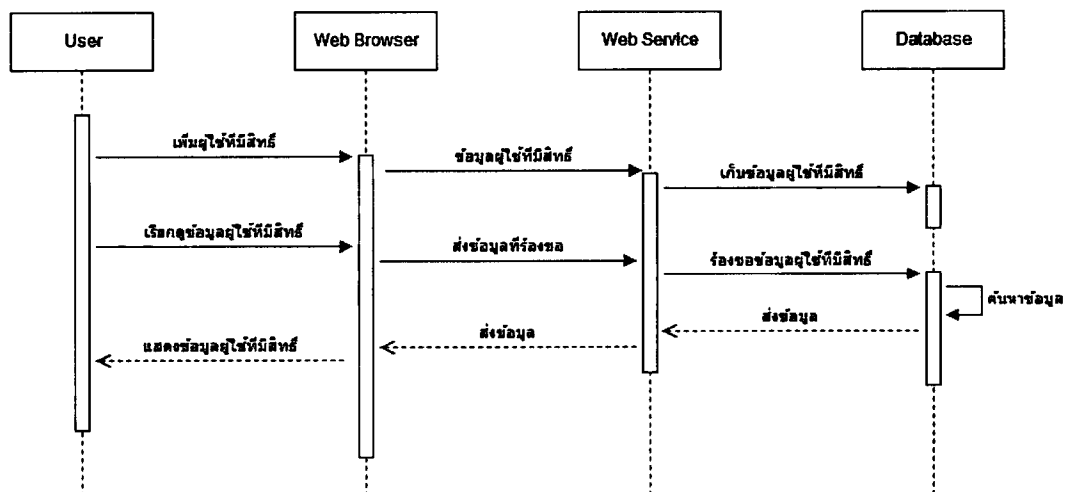 User
Web Browser
Web Service
Database
เพิ่มผู้ใช้ที่มีสิทธิ์
ข้อมูลผู้ใช้ที่มีสิทธิ์
เก็บข้อมูลผู้ใช้ที่มีสิทธิ์
เรียกดูข้อมูลผู้ใช้ที่มีสิทธิ์
ส่งข้อมูลที่ร้องขอ
ร้องขอข้อมูลผู้ใช้ที่มีสิทธิ์
ค้นหาข้อมูล
ส่งข้อมูล
ส่งข้อมูล
แสดงข้อมูลผู้ใช้ที่มีสิทธิ์